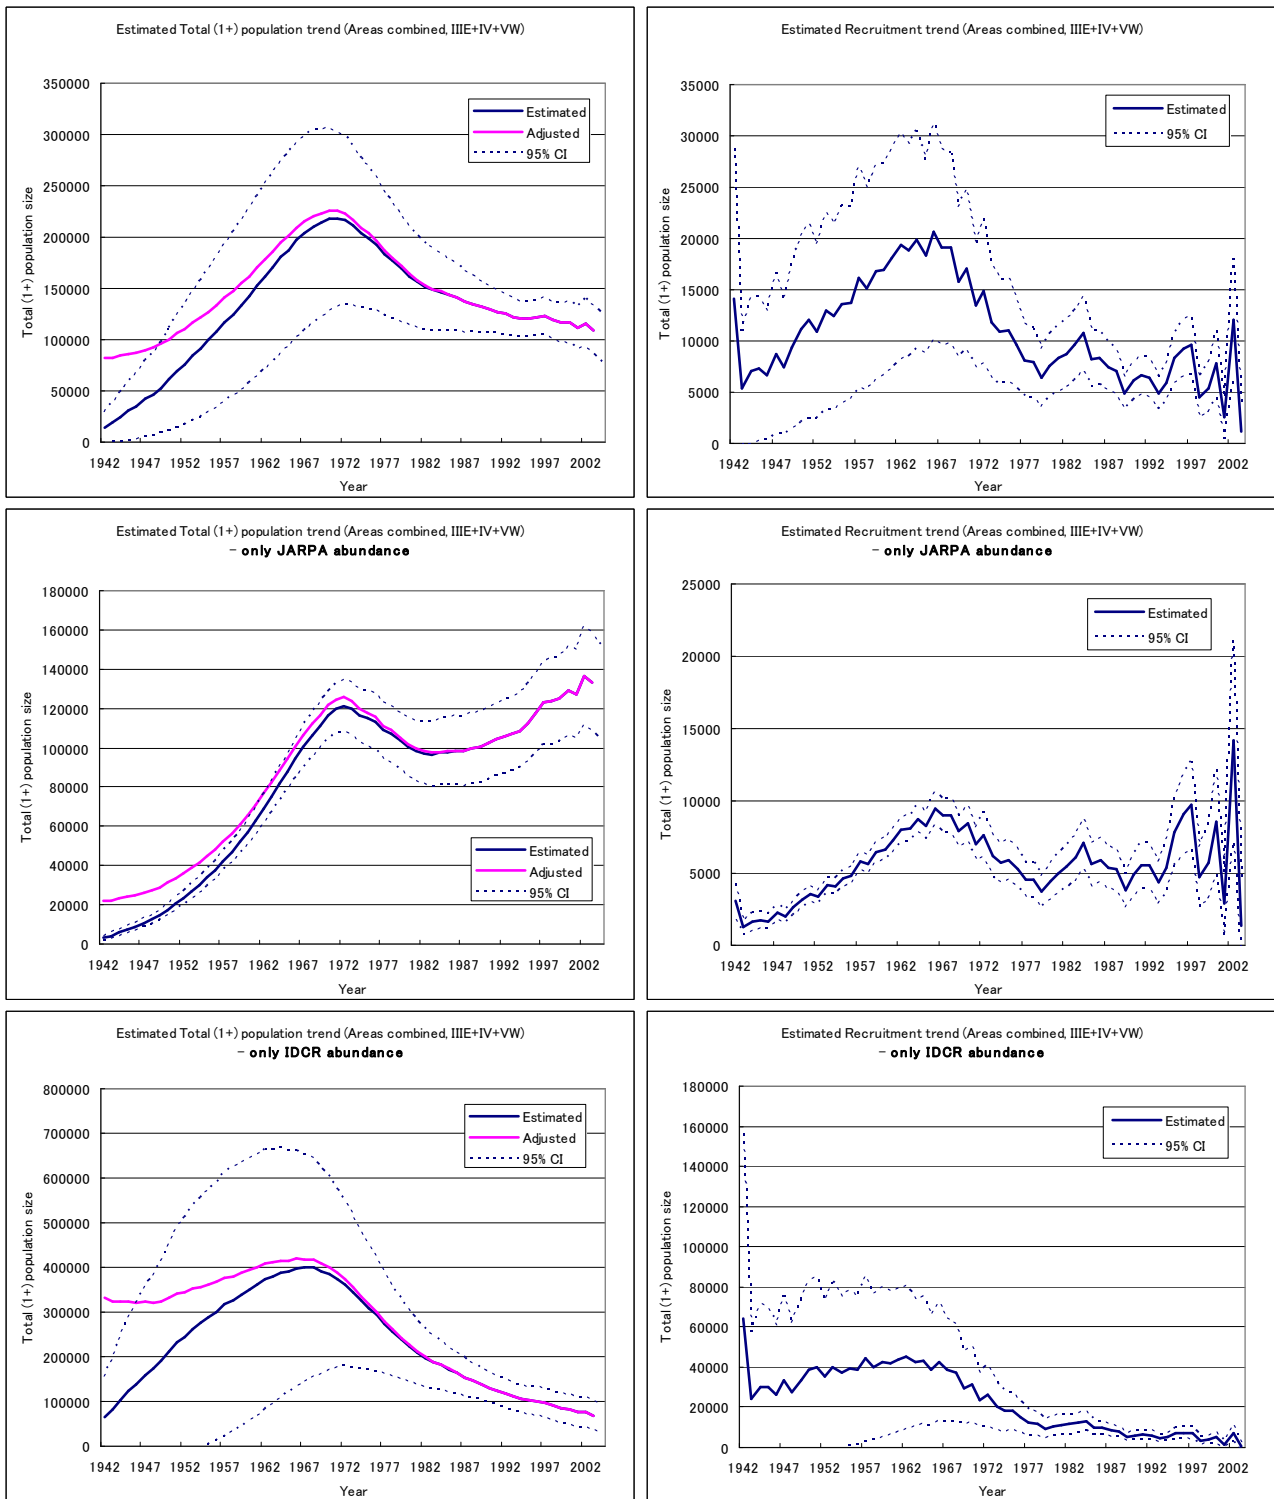 Estimated Total (1+) population trend (Areas combined, IIIE+IV+VW)
350000
300000
250000
200000
150000
100000
50000
0
Total (1+) population size
Estimated
Adjusted
95% CI
1942 1947 1952 1957 1962 1967 1972 1977 1982 1987 1992 1997 2002
Year
Estimated Recruitment trend (Areas combined, IIIE+IV+VW)
35000
30000
25000
20000
15000
10000
5000
0
Total (1+) population size
Estimated
95% CI
1942 1947 1952 1957 1962 1967 1972 1977 1982 1987 1992 1997 2002
Year
Estimated Total (1+) population trend (Areas combined, IIIE+IV+VW)
- only JARPA abundance
180000
160000
140000
120000
100000
80000
60000
40000
20000
0
Total (1+) population size
Estimated
Adjusted
95% CI
1942 1947 1952 1957 1962 1967 1972 1977 1982 1987 1992 1997 2002
Year
Estimated Recruitment trend (Areas combined, IIIE+IV+VW)
- only JARPA abundance
25000
20000
15000
10000
5000
0
Total (1+) population size
Estimated
95% CI
1942 1947 1952 1957 1962 1967 1972 1977 1982 1987 1992 1997 2002
Year
Estimated Total (1+) population trend (Areas combined, IIIE+IV+VW)
- only IDCR abundance
800000
700000
600000
500000
400000
300000
200000
100000
0
Total (1+) population size
Estimated
Adjusted
95% CI
1942 1947 1952 1957 1962 1967 1972 1977 1982 1987 1992 1997 2002
Year
Estimated Recruitment trend (Areas combined, IIIE+IV+VW)
- only IDCR abundance
180000
160000
140000
120000
100000
80000
60000
40000
20000
0
Total (1+) population size
Estimated
95% CI
1942 1947 1952 1957 1962 1967 1972 1977 1982 1987 1992 1997 2002
Year